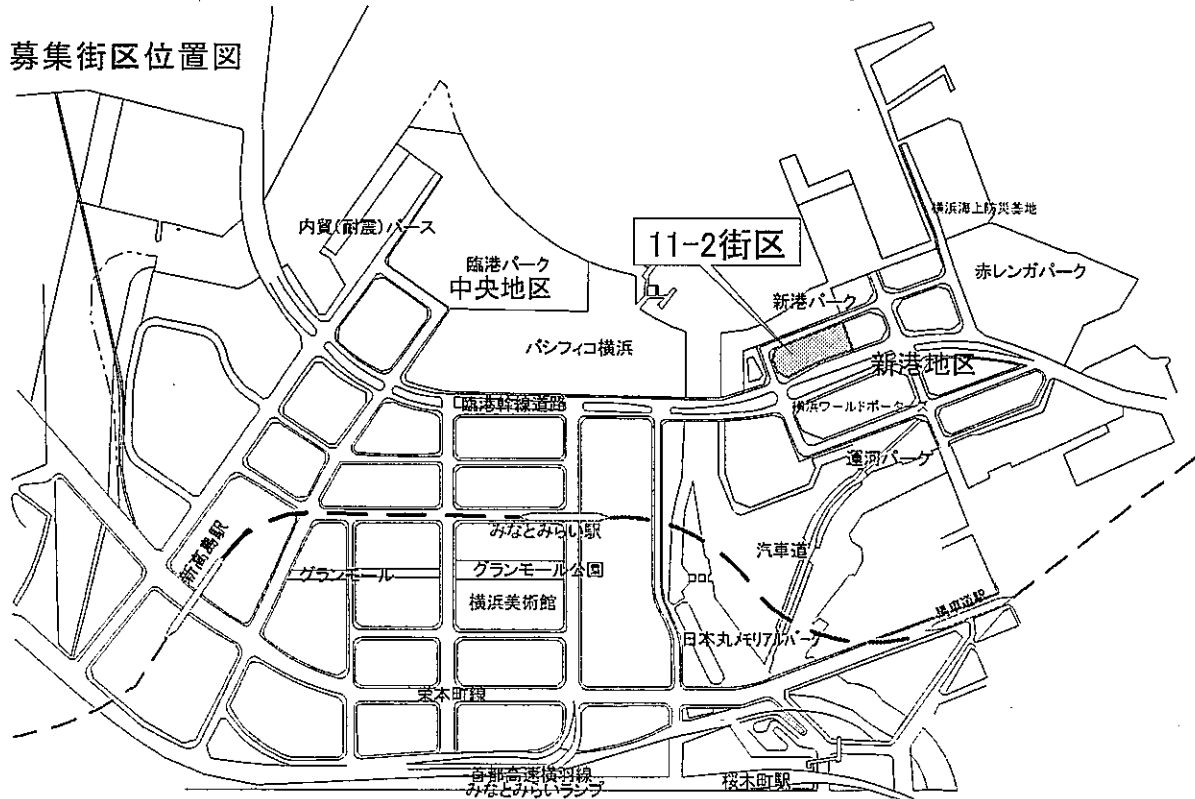 募集街区位置図
内貿(耐震)バース
臨港パーク
中央地区
11-2街区
横浜海上防災基地
赤レンガパーク
新港パーク
パシフィコ横浜
新港地区
臨港幹線道路
横浜ワールドポーターズ
運河パーク
みなとみらい駅
新高島駅
汽車道
グランモール
グランモール公園
横浜美術館
馬車道駅
日本丸メモリアルパーク
栄本町線
首都高速横羽線
みなとみらいランプ
桜木町駅